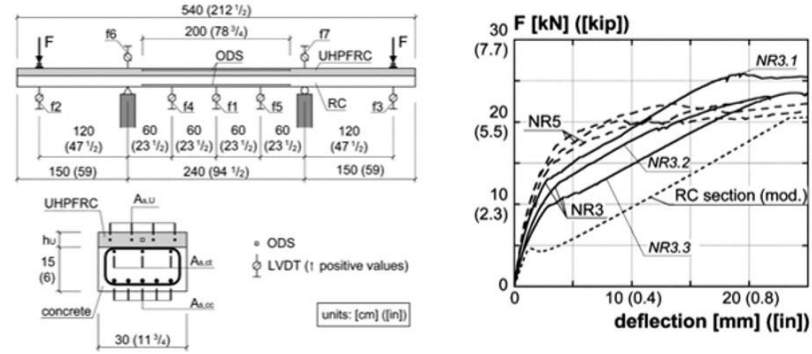 540 (212 1/2)
200 (78 3/4)
F
f6
f7
F
ODS
UHPFRC
RC
f2
f4
f1
f5
f3
120
(47 1/2)
60
(23 1/2)
60
(23 1/2)
60
(23 1/2)
60
(23 1/2)
120
(47 1/2)
150 (59)
240 (94 1/2)
150 (59)
UHPFRC
Aa,U
hU
15
(6)
Aa,ct
Aa,cc
concrete
30 (11 3/4)
ODS
LVDT (↑ positive values)
units: [cm] ([in])
F [kN] ([kip])
30
(7.7)
20
(5.5)
10
(2.3)
0
NR3.1
NR5
NR3.2
NR3
RC section (mod.)
NR3.3
0
10 (0.4)
20 (0.8)
deflection [mm] ([in])